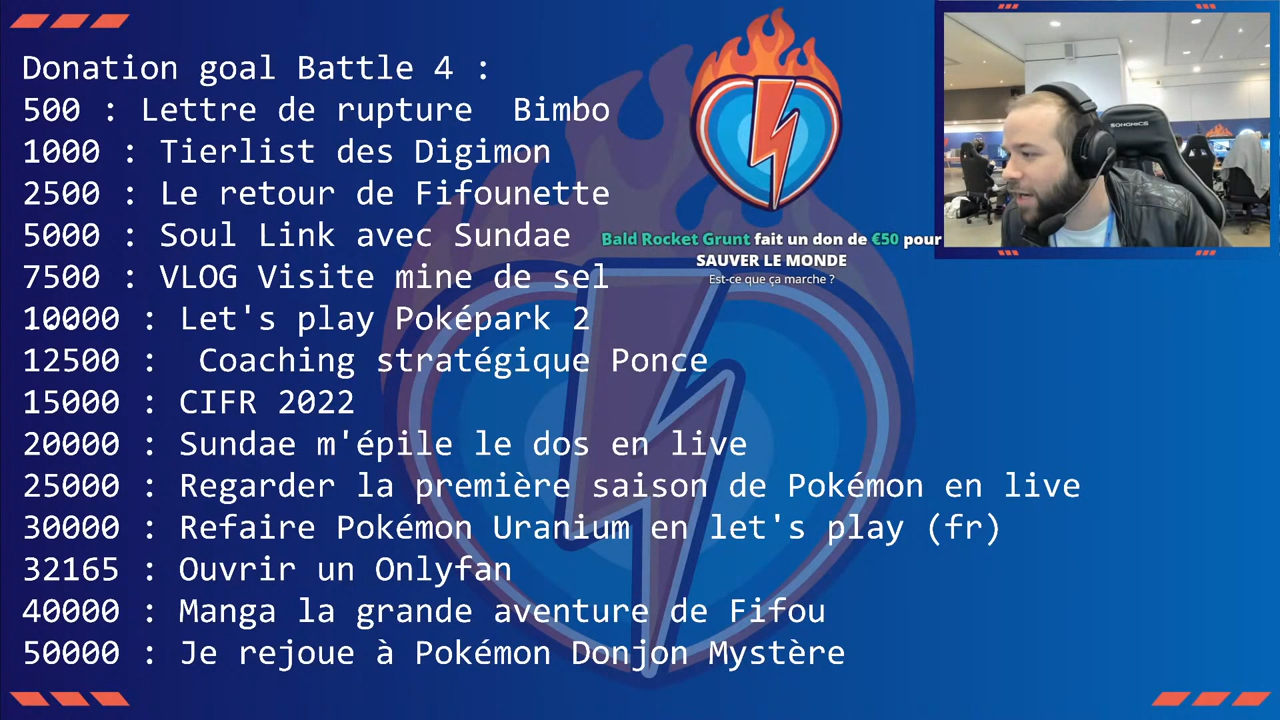 Donation goal Battle 4 :
500 : Lettre de rupture  Bimbo
1000 : Tierlist des Digimon
2500 : Le retour de Fifounette
5000 : Soul Link avec Sundae
7500 : VLOG Visite mine de sel
10000 : Let's play Poképark 2
12500 :  Coaching stratégique Ponce
15000 : CIFR 2022
20000 : Sundae m'épile le dos en live
25000 : Regarder la première saison de Pokémon en live
30000 : Refaire Pokémon Uranium en let's play (fr)
32165 : Ouvrir un Onlyfan
40000 : Manga la grande aventure de Fifou
50000 : Je rejoue à Pokémon Donjon Mystère
Bald Rocket Grunt fait un don de €50 pour
SAUVER LE MONDE
Est-ce que ça marche ?
SONGMICS